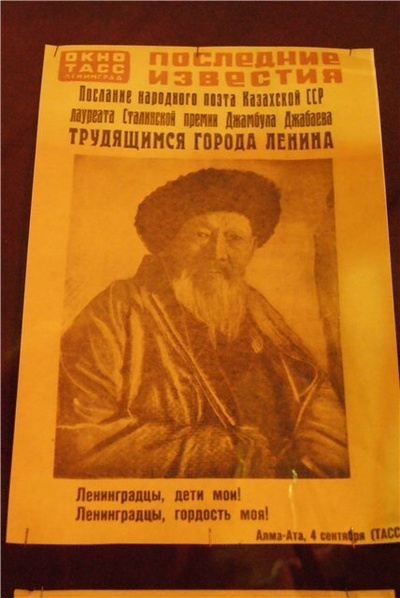 ОКНО
ТАСС
ЛЕНИНГРАД
ПОСЛЕДНИЕ
ИЗВЕСТИЯ
Послание народного поэта Казахской ССР
лауреата Сталинской премии Джамбула Джабаева
ТРУДЯЩИМСЯ ГОРОДА ЛЕНИНА
Ленинградцы, дети мои!
Ленинградцы, гордость моя!
Алма-Ата, 4 сентября (ТАСС